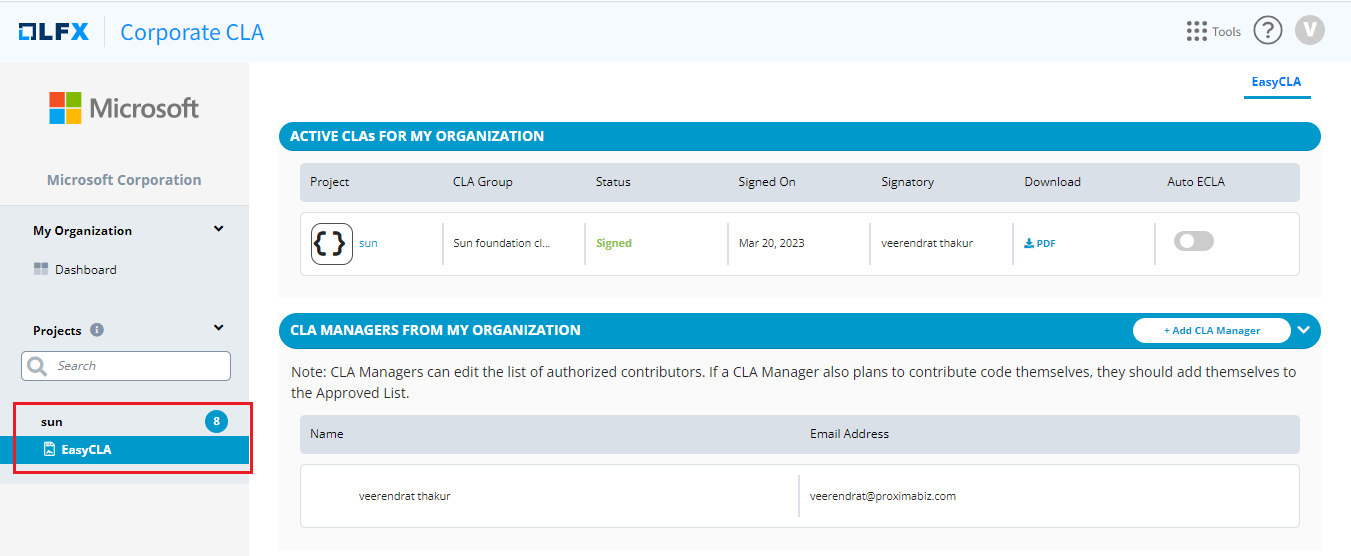 LFX Corporate CLA
Tools ? V
Microsoft
Microsoft Corporation
My Organization
Dashboard
Projects i
Search
sun 8
EasyCLA
EasyCLA
ACTIVE CLAs FOR MY ORGANIZATION
Project CLA Group Status Signed On Signatory Download Auto ECLA
{ } sun Sun foundation cl... Signed Mar 20, 2023 veerendrat thakur PDF
CLA MANAGERS FROM MY ORGANIZATION + Add CLA Manager
Note: CLA Managers can edit the list of authorized contributors. If a CLA Manager also plans to contribute code themselves, they should add themselves to
the Approved List.
Name Email Address
veerendrat thakur veerendrat@proximabiz.com